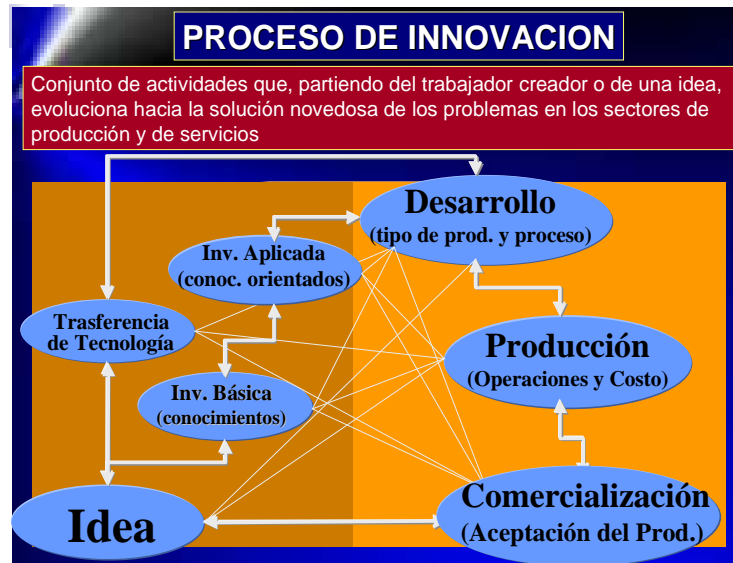 PROCESO DE INNOVACION
Conjunto de actividades que, partiendo del trabajador creador o de una idea,
evoluciona hacia la solución novedosa de los problemas en los sectores de
producción y de servicios
Desarrollo
(tipo de prod. y proceso)
Inv. Aplicada
(conoc. orientados)
Trasferencia
de Tecnología
Producción
(Operaciones y Costo)
Inv. Básica
(conocimientos)
Idea
Comercialización
(Aceptación del Prod.)